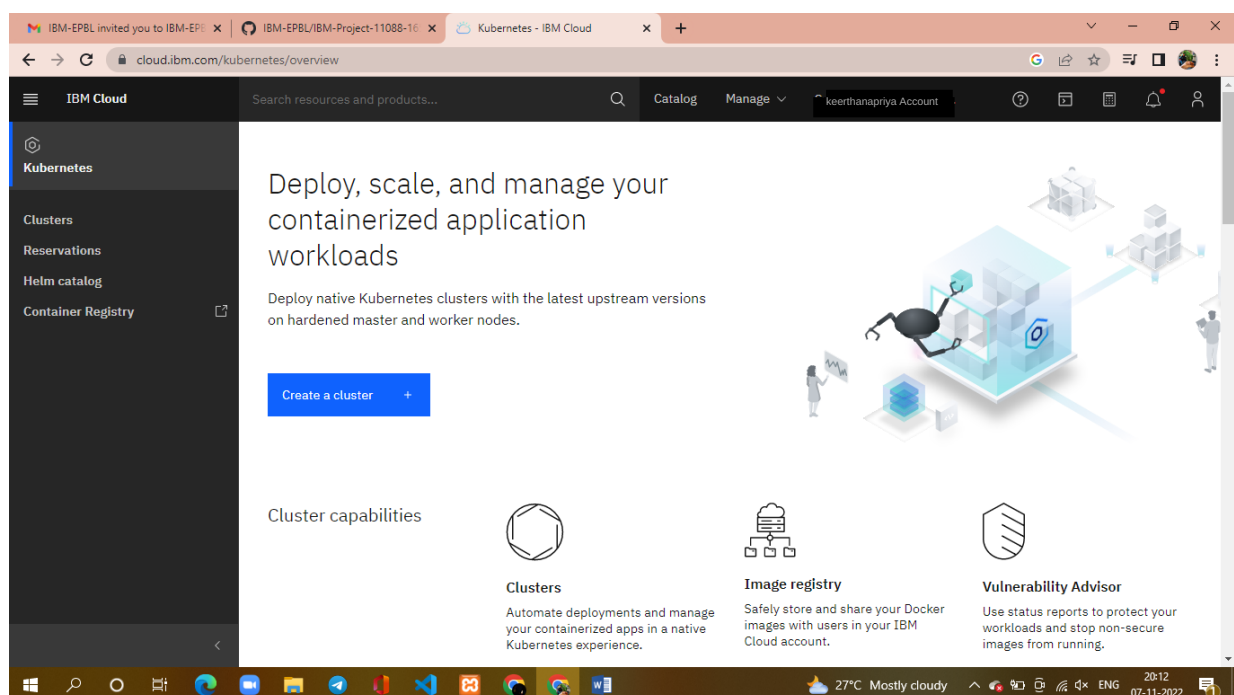 IBM-EPBL invited you to IBM-EPB
IBM-EPBL/IBM-Project-11088-16
Kubernetes - IBM Cloud
cloud.ibm.com/kubernetes/overview
IBM Cloud
Search resources and products...
Catalog
Manage
keerthanapriya Account
Kubernetes
Clusters
Reservations
Helm catalog
Container Registry
Deploy, scale, and manage your
containerized application
workloads
Deploy native Kubernetes clusters with the latest upstream versions
on hardened master and worker nodes.
Create a cluster +
Cluster capabilities
Clusters
Automate deployments and manage
your containerized apps in a native
Kubernetes experience.
Image registry
Safely store and share your Docker
images with users in your IBM
Cloud account.
Vulnerability Advisor
Use status reports to protect your
workloads and stop non-secure
images from running.
27°C Mostly cloudy
ENG
20:12
07-11-2022